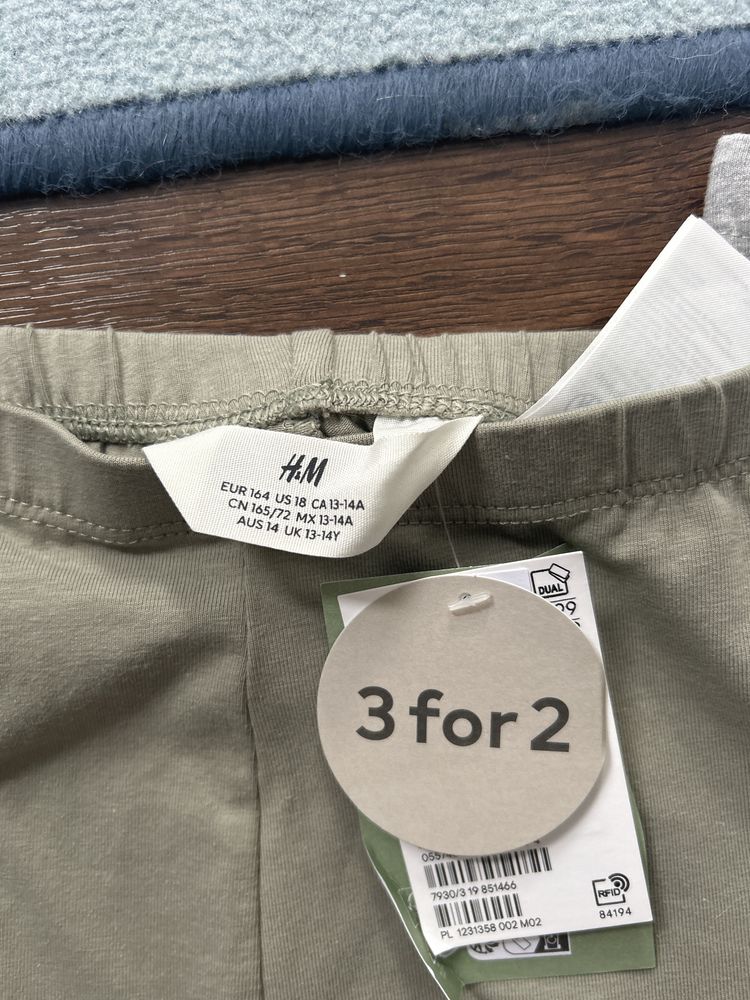 H&M
EUR 164 US 18 CA 13-14A
CN 165/72 MX 13-14A
AUS 14 UK 13-14Y
DUAL
3 for 2
7930/3 19 851466
RFID
84194
PL 1231358 002 M02